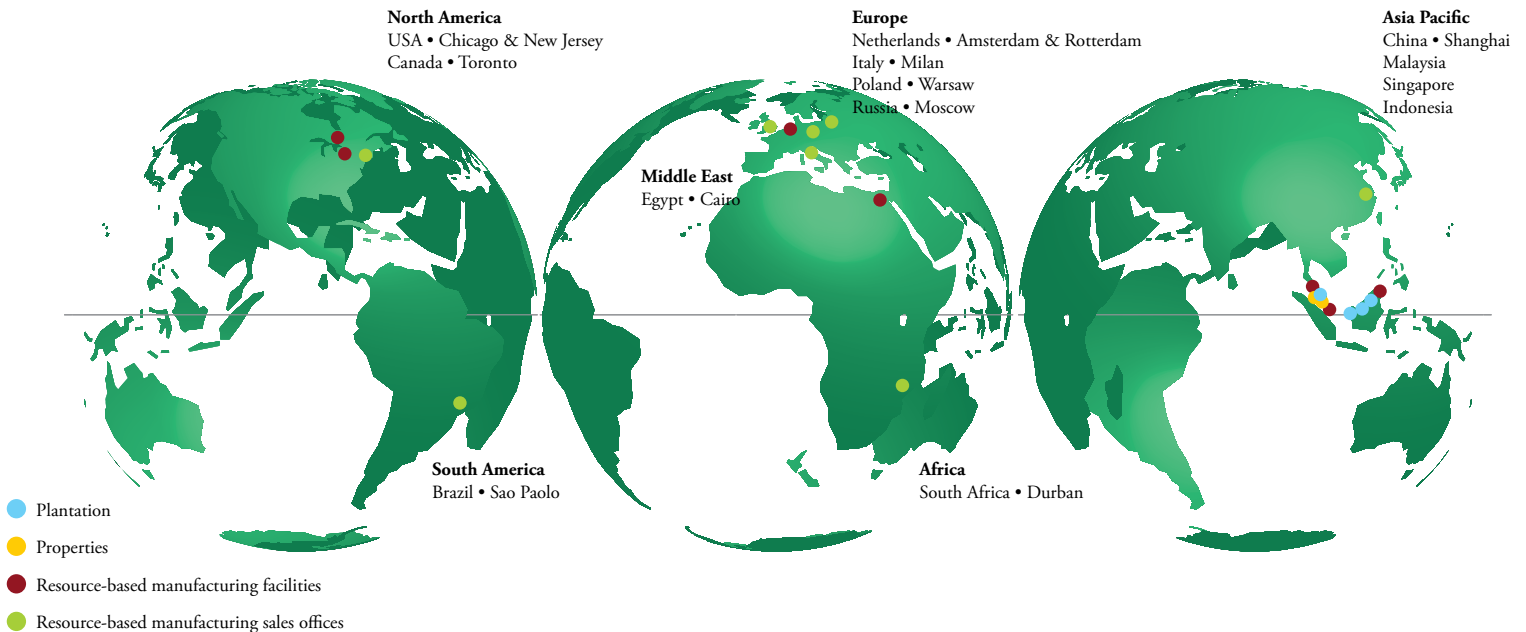 North America
USA • Chicago & New Jersey
Canada • Toronto
Europe
Netherlands • Amsterdam & Rotterdam
Italy • Milan
Poland • Warsaw
Russia • Moscow
Asia Pacific
China • Shanghai
Malaysia
Singapore
Indonesia
Middle East
Egypt • Cairo
South America
Brazil • Sao Paolo
Africa
South Africa • Durban
Plantation
Properties
Resource-based manufacturing facilities
Resource-based manufacturing sales offices